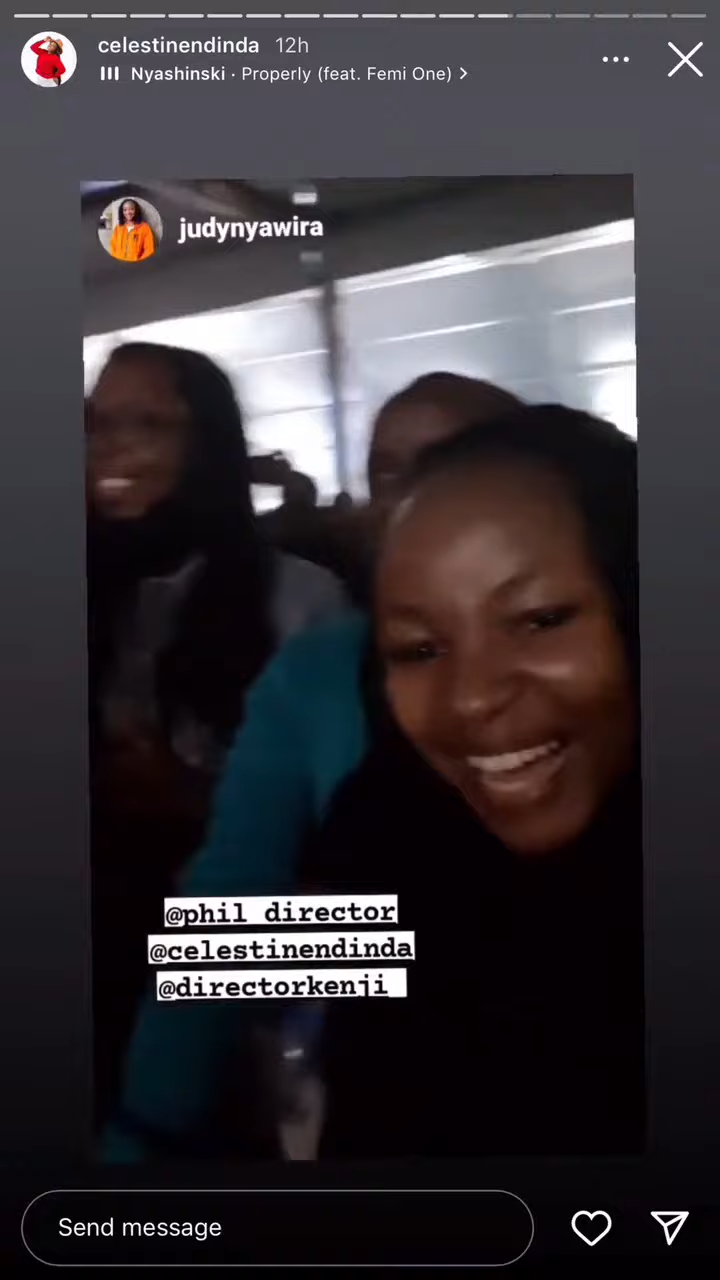 celestinendinda 12h
Nyashinski · Properly (feat. Femi One) >
judynyawira
@phil_director
@celestinendinda
@directorkenji
Send message